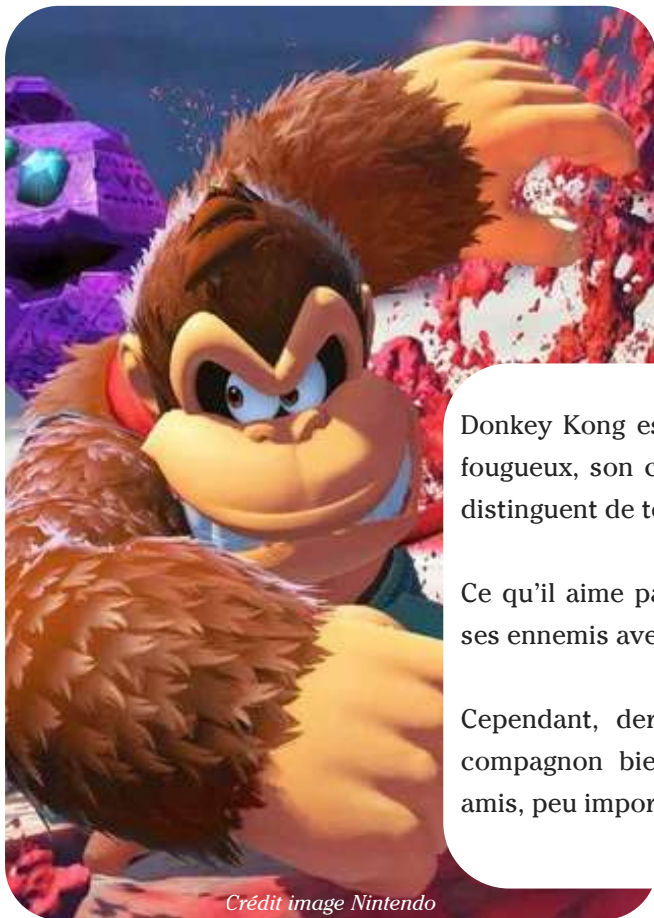 Donkey Kong es
fougueux, son c
distinguent de t
Ce qu’il aime pa
ses ennemis ave
Cependant, der
compagnon bie
amis, peu impor
Crédit image Nintendo